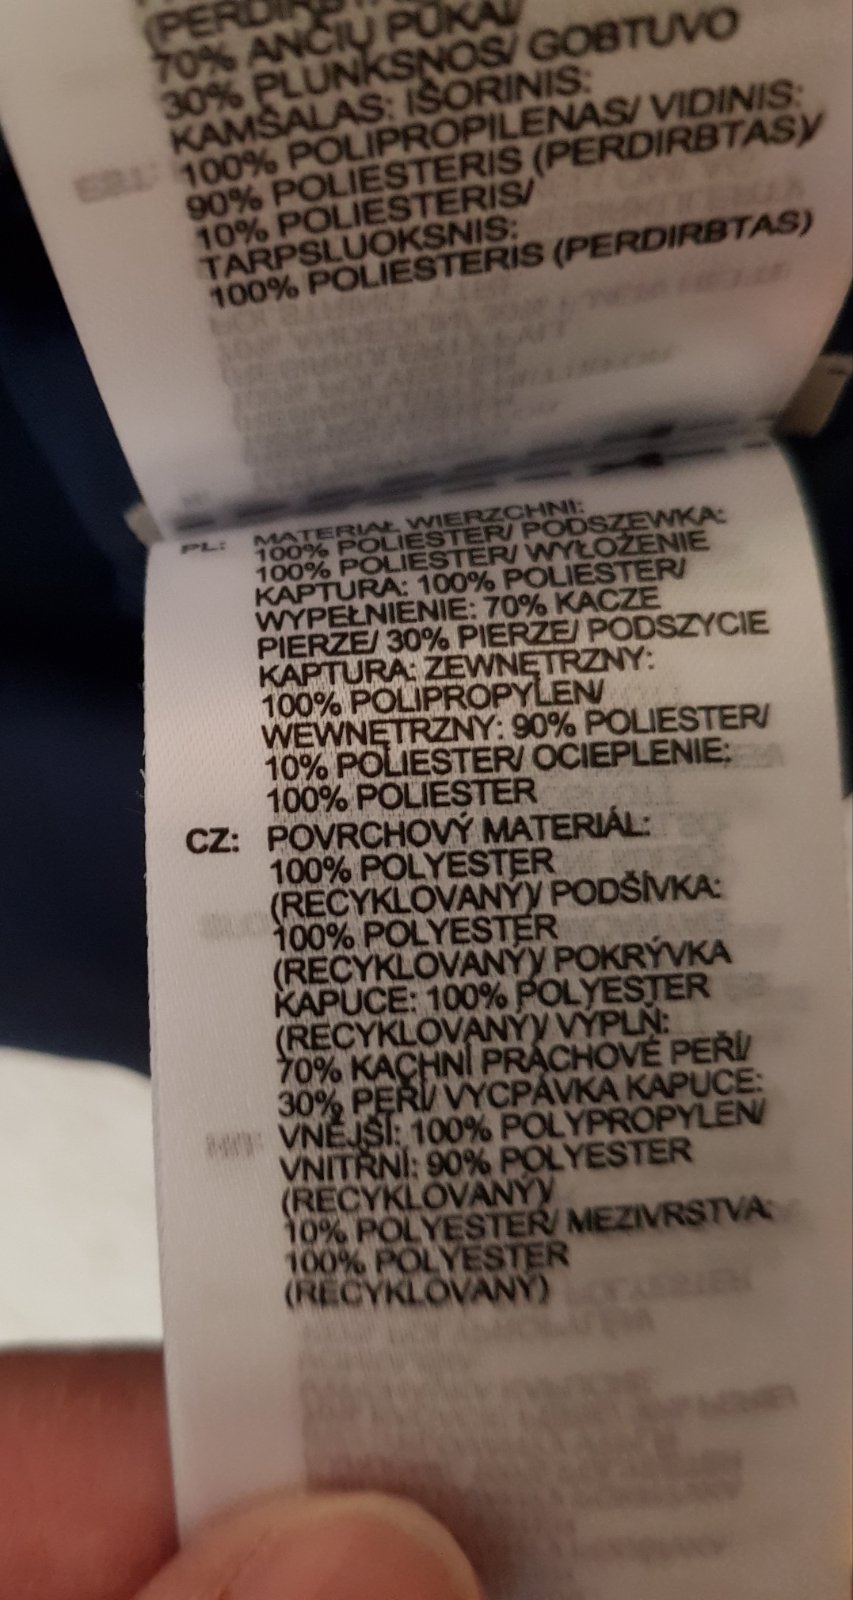 70% ANČIŲ PŪKAI/
30% PLUNKSNOS/ GOBTUVO
KAMŠALAS: IŠORINIS:
100% POLIPROPILENAS/ VIDINIS:
90% POLIESTERIS (PERDIRBTAS)/
10% POLIESTERIS/
TARPSLUOKSNIS:
100% POLIESTERIS (PERDIRBTAS)
PL: MATERIAŁ WIERZCHNI:
100% POLIESTER/ PODSZEWKA:
100% POLIESTER/ WYŁOŻENIE
KAPTURA: 100% POLIESTER/
WYPEŁNIENIE: 70% KACZE
PIERZE/ 30% PIERZE/ PODSZYCIE
KAPTURA: ZEWNĘTRZNY:
100% POLIPROPYLEN/
WEWNĘTRZNY: 90% POLIESTER/
10% POLIESTER/ OCIEPLENIE:
100% POLIESTER
CZ: POVRCHOVÝ MATERIÁL:
100% POLYESTER
(RECYKLOVANÝ)/ PODŠÍVKA:
100% POLYESTER
(RECYKLOVANÝ)/ POKRÝVKA
KAPUCE: 100% POLYESTER
(RECYKLOVANÝ)/ VÝPLŇ:
70% KACHNÍ PRACHOVÉ PEŘÍ/
30% PEŘÍ/ VYCPÁVKA KAPUCE:
VNĚJŠÍ: 100% POLYPROPYLEN/
VNITŘNÍ: 90% POLYESTER
(RECYKLOVANÝ)/
10% POLYESTER/ MEZIVRSTVA:
100% POLYESTER
(RECYKLOVANÝ)